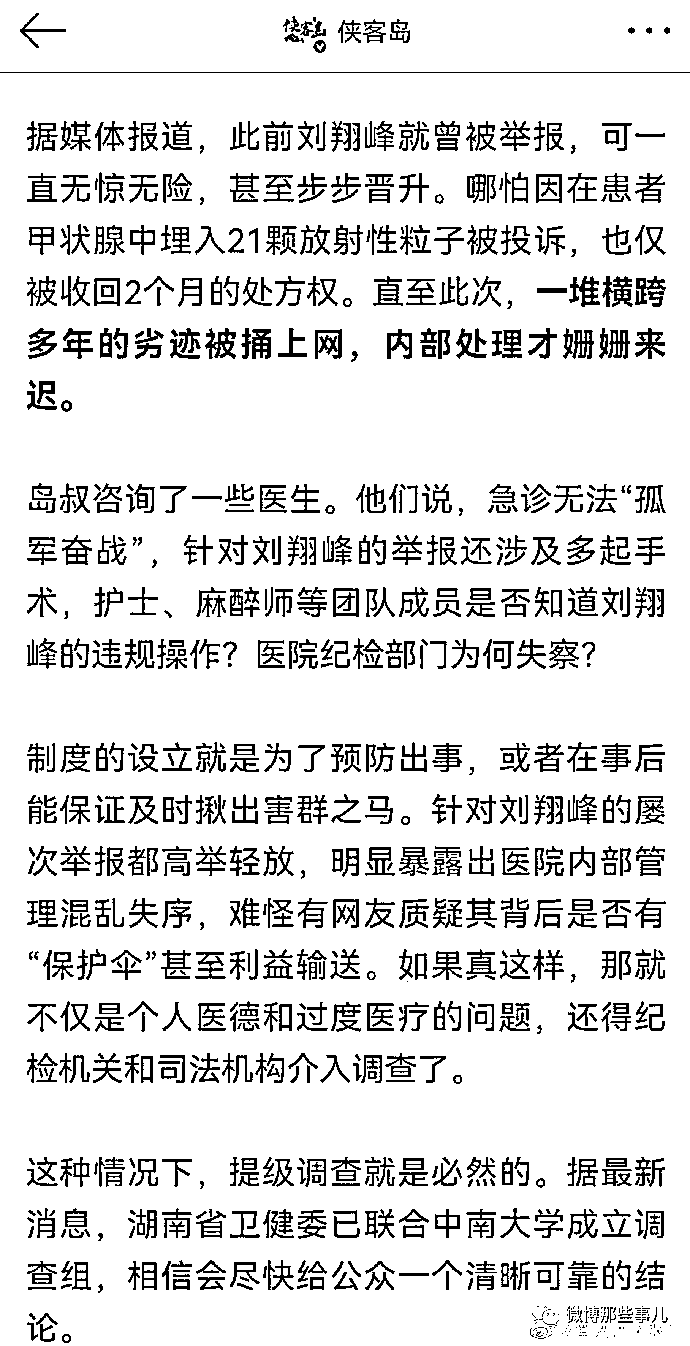 侠客岛
据媒体报道，此前刘翔峰就曾被举报，可一
直无惊无险，甚至步步晋升。哪怕因在患者
甲状腺中埋入21颗放射性粒子被投诉，也仅
被收回2个月的处方权。直至此次，一堆横跨
多年的劣迹被捅上网，内部处理才姗姗来
迟。
岛叔咨询了一些医生。他们说，急诊无法“孤
军奋战”，针对刘翔峰的举报还涉及多起手
术，护士、麻醉师等团队成员是否知道刘翔
峰的违规操作？医院纪检部门为何失察？
制度的设立就是为了预防出事，或者在事后
能保证及时揪出害群之马。针对刘翔峰的屡
次举报都高举轻放，明显暴露出医院内部管
理混乱失序，难怪有网友质疑其背后是否有
“保护伞”甚至利益输送。如果真这样，那就
不仅是个人医德和过度医疗的问题，还得纪
检机关和司法机构介入调查了。
这种情况下，提级调查就是必然的。据最新
消息，湖南省卫健委已联合中南大学成立调
查组，相信会尽快给公众一个清晰可靠的结
论。
微博那些事儿